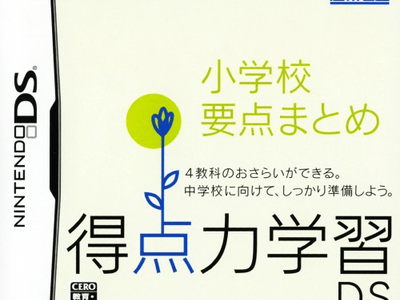 NINTENDO DS
小学校
要点まとめ
4教科のおさらいができる。
中学校に向けて、しっかり準備しよう。
得点力学習
DS
CERO
教育・